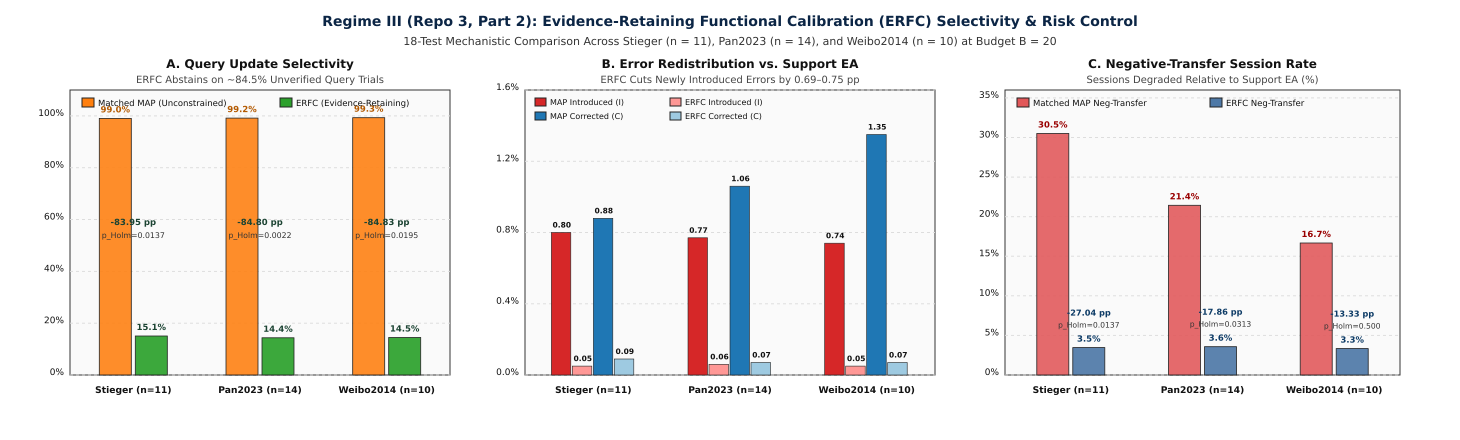 Regime III (Repo 3, Part 2): Evidence-Retaining Functional Calibration (ERFC) Selectivity & Risk Control
18-Test Mechanistic Comparison Across Stieger (n = 11), Pan2023 (n = 14), and Weibo2014 (n = 10) at Budget B = 20
A. Query Update Selectivity
ERFC Abstains on ~84.5% Unverified Query Trials
Matched MAP (Unconstrained)
ERFC (Evidence-Retaining)
100%
80%
60%
40%
20%
0%
99.0%
99.2%
99.3%
-83.95 pp
p_Holm=0.0137
-84.80 pp
p_Holm=0.0022
-84.83 pp
p_Holm=0.0195
15.1%
14.4%
14.5%
Stieger (n=11)
Pan2023 (n=14)
Weibo2014 (n=10)
B. Error Redistribution vs. Support EA
ERFC Cuts Newly Introduced Errors by 0.69–0.75 pp
MAP Introduced (I)
ERFC Introduced (I)
MAP Corrected (C)
ERFC Corrected (C)
1.6%
1.2%
0.8%
0.4%
0.0%
0.80
0.05
0.88
0.09
0.77
0.06
1.06
0.07
0.74
0.05
1.35
0.07
Stieger (n=11)
Pan2023 (n=14)
Weibo2014 (n=10)
C. Negative-Transfer Session Rate
Sessions Degraded Relative to Support EA (%)
Matched MAP Neg-Transfer
ERFC Neg-Transfer
35%
30%
25%
20%
15%
10%
5%
0%
30.5%
21.4%
16.7%
-27.04 pp
p_Holm=0.0137
3.5%
-17.86 pp
p_Holm=0.0313
3.6%
-13.33 pp
p_Holm=0.500
3.3%
Stieger (n=11)
Pan2023 (n=14)
Weibo2014 (n=10)